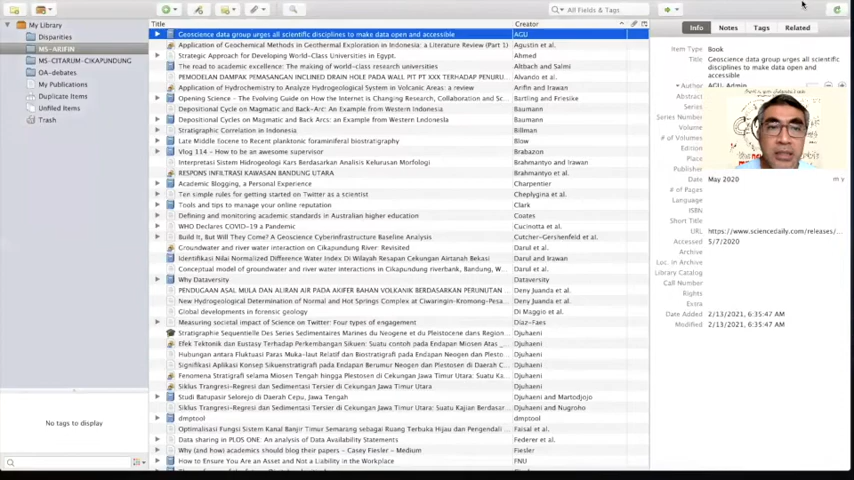 All Fields & Tags
My Library
Disparities
MS-ARIFIN
MS-CITARUM-CIKAPUNDUNG
OA-debates
My Publications
Duplicate Items
Unfiled Items
Trash
No tags to display
Title Creator
Geoscience data group urges all scientific disciplines to make data open and accessible AGU
Application of Geochemical Methods in Geothermal Exploration in Indonesia: a Literature Review (Part 1) Agustin et al.
Strategic Approach for Developing World-Class Universities in Egypt. Ahmed
The road to academic excellence: The making of world-class research universities Altbach and Salmi
PEMODELAN DAMPAK PEMASANGAN INCLINED DRAIN HOLE PADA WALL PIT PT XXX TERHADAP PENURUN... Alvando et al.
Application of Hydrochemistry to Analyze Hydrogeological System in Volcanic Areas: a review Arifin and Irawan
Opening Science - The Evolving Guide on How the Internet is Changing Research, Collaboration and Sc... Bartling and Friesike
Depositional Cycle on Magmatic and Back-Arc: An Example from Western Indonesia Baumann
Depositional Cycle on Magmatic and Back Arcs: an Example from Western Lndonesia Baumann
Stratigraphic Correlation in Indonesia Billman
Late Middle Eocene to Recent planktonic foraminiferal biostratigraphy Blow
Vlog 114 - How to be an awesome supervisor Brabazon
Interpretasi Sistem Hidrogeologi Kars Berdasarkan Analisis Kelurusan Morfologi Brahmantyo and Irawan
RESPONS INFILTRASI KAWASAN BANDUNG UTARA Brahmantyo et al.
Academic Blogging, a Personal Experience Charpentier
Ten simple rules for getting started on Twitter as a scientist Cheplygina et al.
Tools and tips to manage your online reputation Clark
Defining and monitoring academic standards in Australian higher education Coates
WHO Declares COVID-19 a Pandemic Cucinotta et al.
Build It, But Will They Come? A Geoscience Cyberinfrastructure Baseline Analysis Cutcher-Gershenfeld et al.
Groundwater and river water interaction on Cikapundung River: Revisited Darul et al.
Identifikasi Nilai Normalized Difference Water Index Di Wilayah Resapan Cekungan Airtanah Bekasi Darul and Irawan
Conceptual model of groundwater and river water interactions in Cikapundung riverbank, Bandung, W... Darul et al.
Why Dataversity Dataversity
PENDUGAAN ASAL MULA DAN ALIRAN AIR PADA AKIFER BAHAN VOLKANIK BERDASARKAN PERUNUTAN ... Deny Juanda et al.
New Hydrogeological Determination of Normal and Hot Springs Complex at Ciwaringin-Kromong-Pesa... Deny Juanda et al.
Global developments in forensic geology Di Maggio et al.
Measuring societal impact of Science on Twitter: Four types of engagement Diaz-Faes
Stratigraphie Sequentielle Des Series Sedimentaires Marines du Neogene et du Pleistocene dans Region... Djuhaeni
Efek Tektonik dan Eustasy Terhadap Perkembangan Sikuen: Suatu contoh pada Endapan Miosen Atas _... Djuhaeni
Hubungan antara Fluktuasi Paras Muka-laut Relatif dan Biostratigrafi pada Endapan Neogen dan Pleisto... Djuhaeni
Signifikasi Aplikasi Konsep Sikuenstratigrafi pada Endapan Berumur Neogen dan Pleistosen di Cekunga... Djuhaeni
Fenomena Stratigrafi Selang Miosen Tengah hingga Pliosen di Cekungan Jawa Timur Utara Djuhaeni
Siklus Trangresi-Regresi dan Sedimentasi Tersier di Cekungan Jawa Timur Utara Djuhaeni
Studi Batupasir Selorejo di Daerah Cepu, Jawa Tengah Djuhaeni and Martodjojo
Siklus Trangresi-Regresi dan Sedimentasi Tersier di Cekungan Jawa Timur Utara: Suatu Kajian Berdasar... Djuhaeni and Nugroho
dmptool dmptool
Optimalisasi Fungsi Sistem Kanal Banjir Timur Semarang sebagai Ruang Terbuka Hijau dan Pengendali... Faisal et al.
Data sharing in PLOS ONE: An analysis of Data Availability Statements Federer et al.
Why (and how) academics should blog their papers - Casey Fiesler - Medium Fiesler
How to Ensure You Are an Asset and Not a Liability in the Workplace FNU
Info Notes Tags Related
Item Type Book
Title Geoscience data group urges all scientific disciplines to make data open and accessible
Author AGU, Admin
Abstract
Series
Series Number
Volume
# of Volumes
Edition
Place
Publisher
Date May 2020 m y
# of Pages
Language
ISBN
Short Title
URL https://www.sciencedaily.com/releases/...
Accessed 5/7/2020
Archive
Loc. in Archive
Library Catalog
Call Number
Rights
Extra
Date Added 2/13/2021, 6:35:47 AM
Modified 2/13/2021, 6:35:47 AM